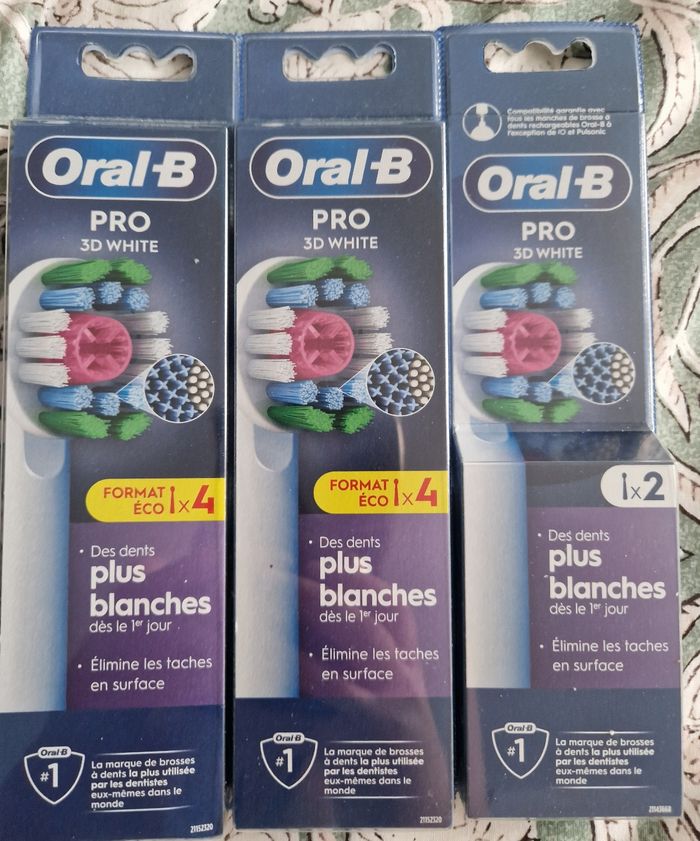 Oral-B
PRO
3D WHITE
FORMAT
ÉCO x4
• Des dents
plus
blanches
dès le 1er jour
• Élimine les taches
en surface
Oral-B
#1
La marque de brosses
à dents la plus utilisée
par les dentistes
eux-mêmes dans le
monde
21152320
Oral-B
PRO
3D WHITE
FORMAT
ÉCO x4
• Des dents
plus
blanches
dès le 1er jour
• Élimine les taches
en surface
Oral-B
#1
La marque de brosses
à dents la plus utilisée
par les dentistes
eux-mêmes dans le
monde
21152320
Compatibilité garantie avec
tous les manches de brosse à
dents rechargeables Oral-B à
l'exception de iO et Pulsonic
Oral-B
PRO
3D WHITE
x2
• Des dents
plus
blanches
dès le 1er jour
• Élimine les taches
en surface
Oral-B
#1
La marque de brosses
à dents la plus utilisée
par les dentistes
eux-mêmes dans le
monde
21143668